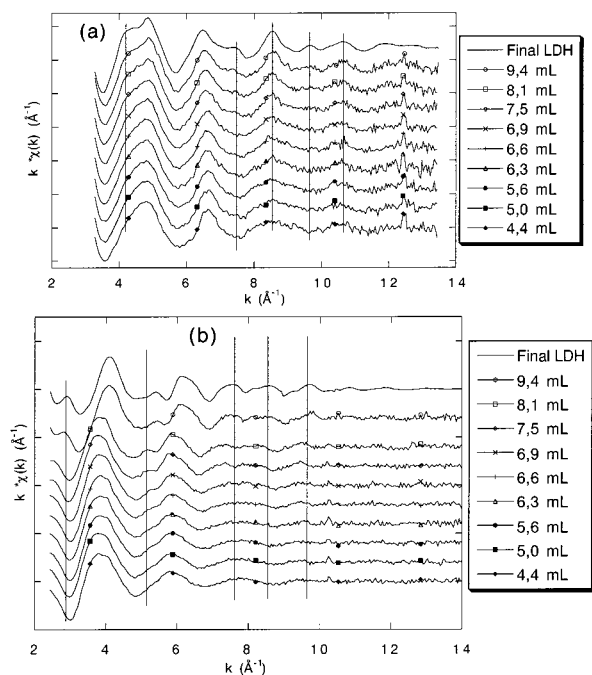 (a)
k *χ(k) (Å⁻¹)
2 4 6 8 10 12 14
k (Å⁻¹)
Final LDH
9,4 mL
8,1 mL
7,5 mL
6,9 mL
6,6 mL
6,3 mL
5,6 mL
5,0 mL
4,4 mL
(b)
k *χ(k) (Å⁻¹)
2 4 6 8 10 12 14
k (Å⁻¹)
Final LDH
9,4 mL
8,1 mL
7,5 mL
6,9 mL
6,6 mL
6,3 mL
5,6 mL
5,0 mL
4,4 mL